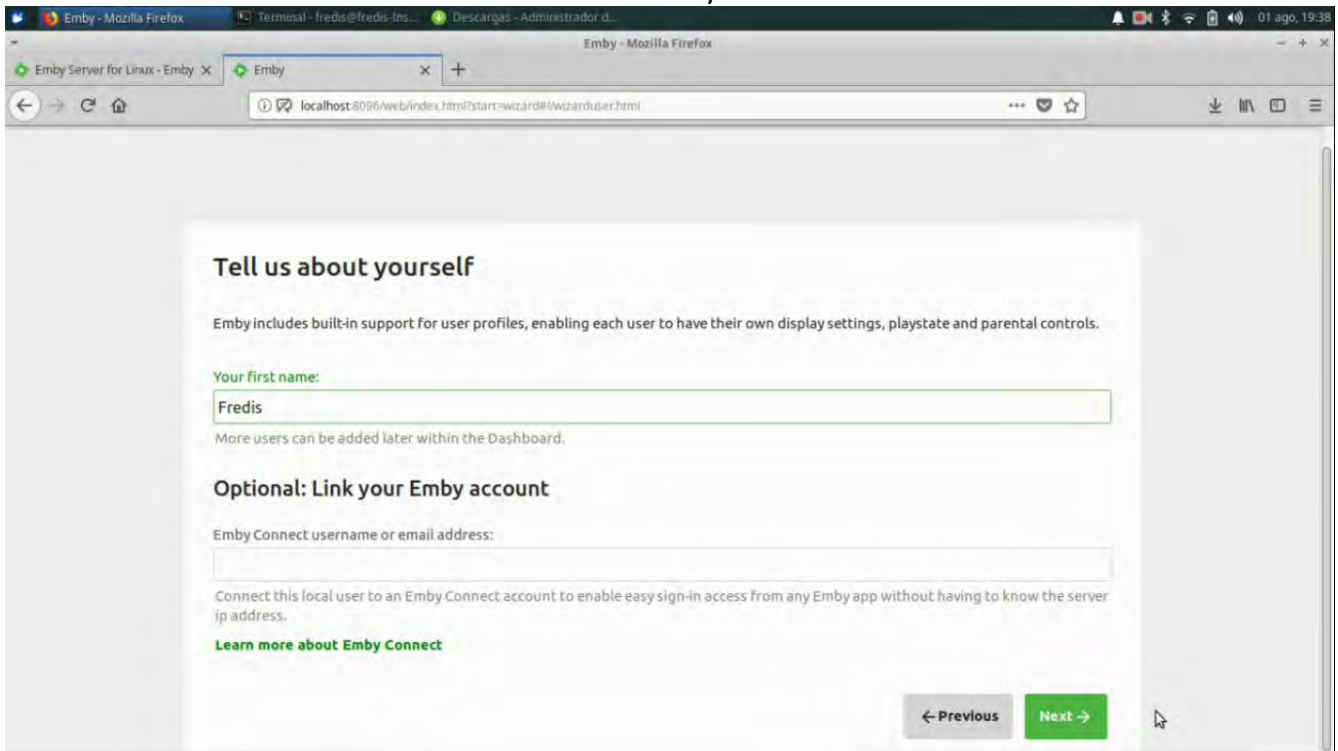 Emby - Mozilla Firefox
Terminal - fredis@fredis-Ins...
Descargas - Administrador d...
01 ago, 19:38
Emby - Mozilla Firefox
Emby Server for Linux - Emby
Emby
localhost:8096/web/index.html?start=wizard#!/wizarduser.html
Tell us about yourself
Emby includes built-in support for user profiles, enabling each user to have their own display settings, playstate and parental controls.
Your first name:
Fredis
More users can be added later within the Dashboard.
Optional: Link your Emby account
Emby Connect username or email address:
Connect this local user to an Emby Connect account to enable easy sign-in access from any Emby app without having to know the server
ip address.
Learn more about Emby Connect
← Previous
Next →